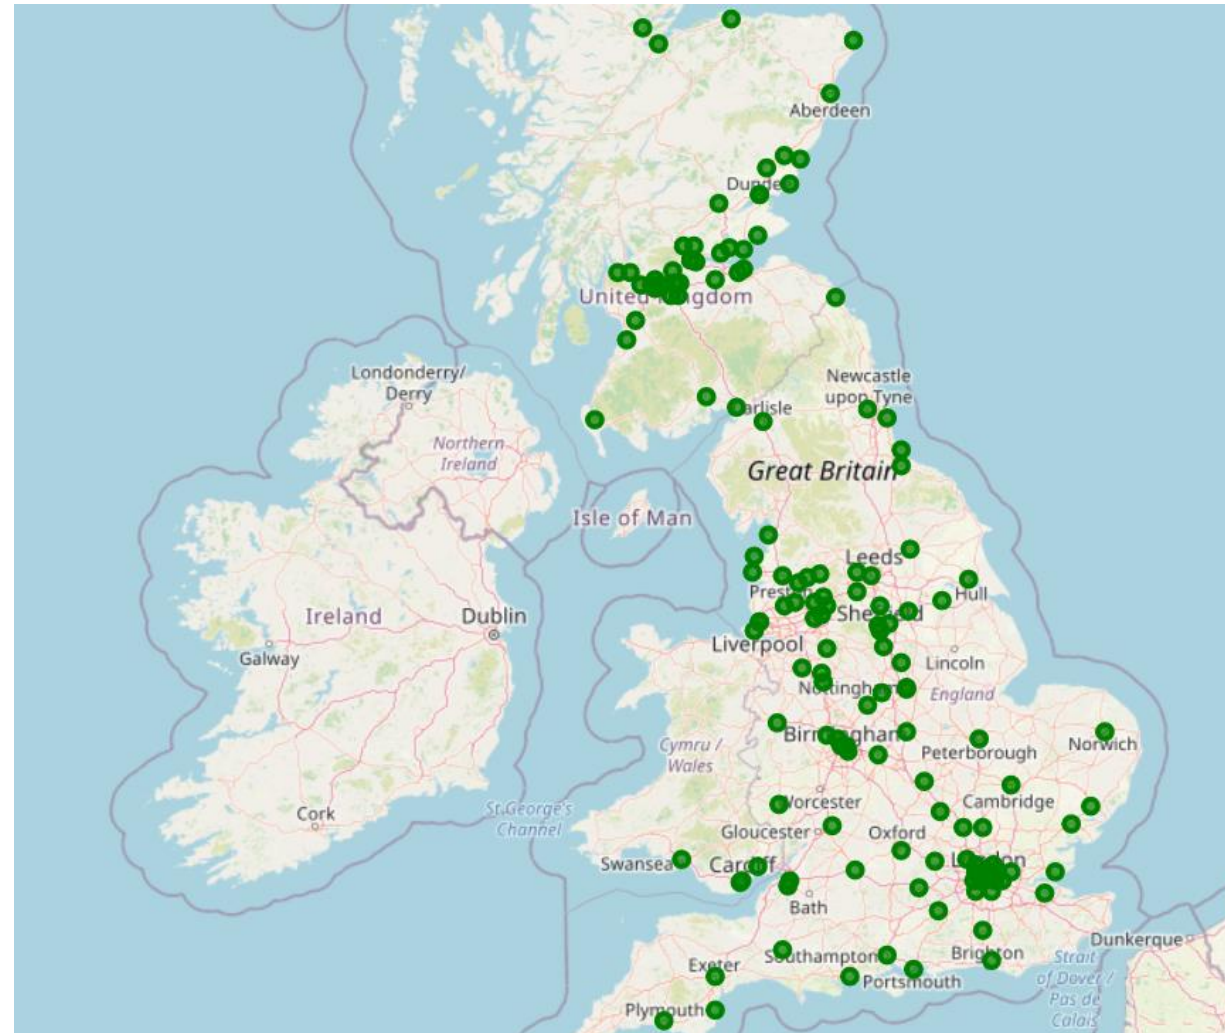 Aberdeen
Dundee
United Kingdom
Londonderry/
Derry
Newcastle
upon Tyne
Carlisle
Northern
Ireland
Great Britain
Isle of Man
Leeds
Preston
Hull
Ireland
Dublin
Sheffield
Liverpool
Galway
Lincoln
Nottingham
England
Birmingham
Cymru /
Wales
Peterborough
Norwich
Worcester
Cambridge
Cork
St George's
Channel
Gloucester
Oxford
Swansea
Cardiff
London
Bath
Dunkerque
Southampton
Brighton
Exeter
Strait
of Dover /
Pas de
Calais
Portsmouth
Plymouth